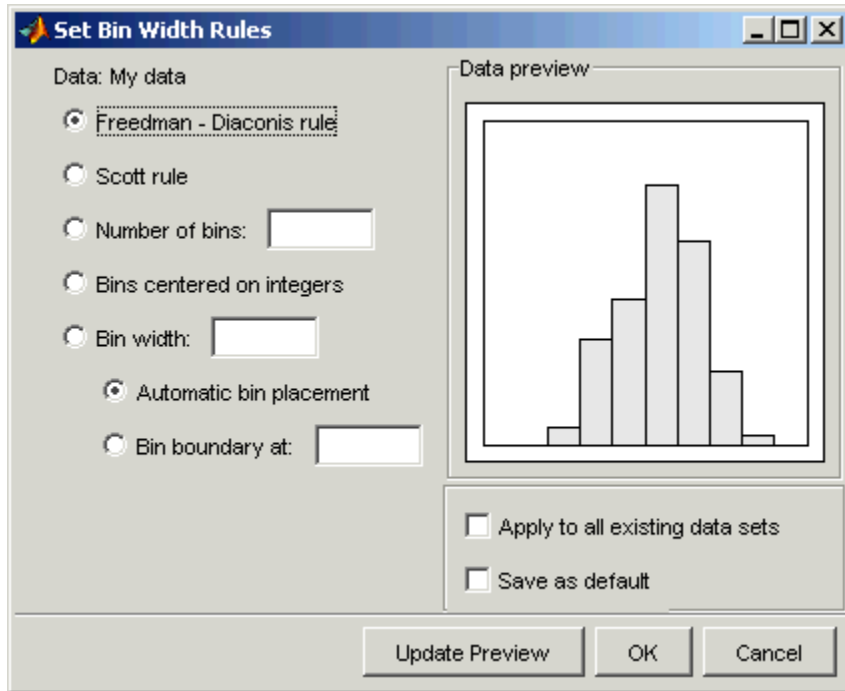 Set Bin Width Rules
Data: My data
Freedman - Diaconis rule
Scott rule
Number of bins:
Bins centered on integers
Bin width:
Automatic bin placement
Bin boundary at:
Data preview
Apply to all existing data sets
Save as default
Update Preview
OK
Cancel